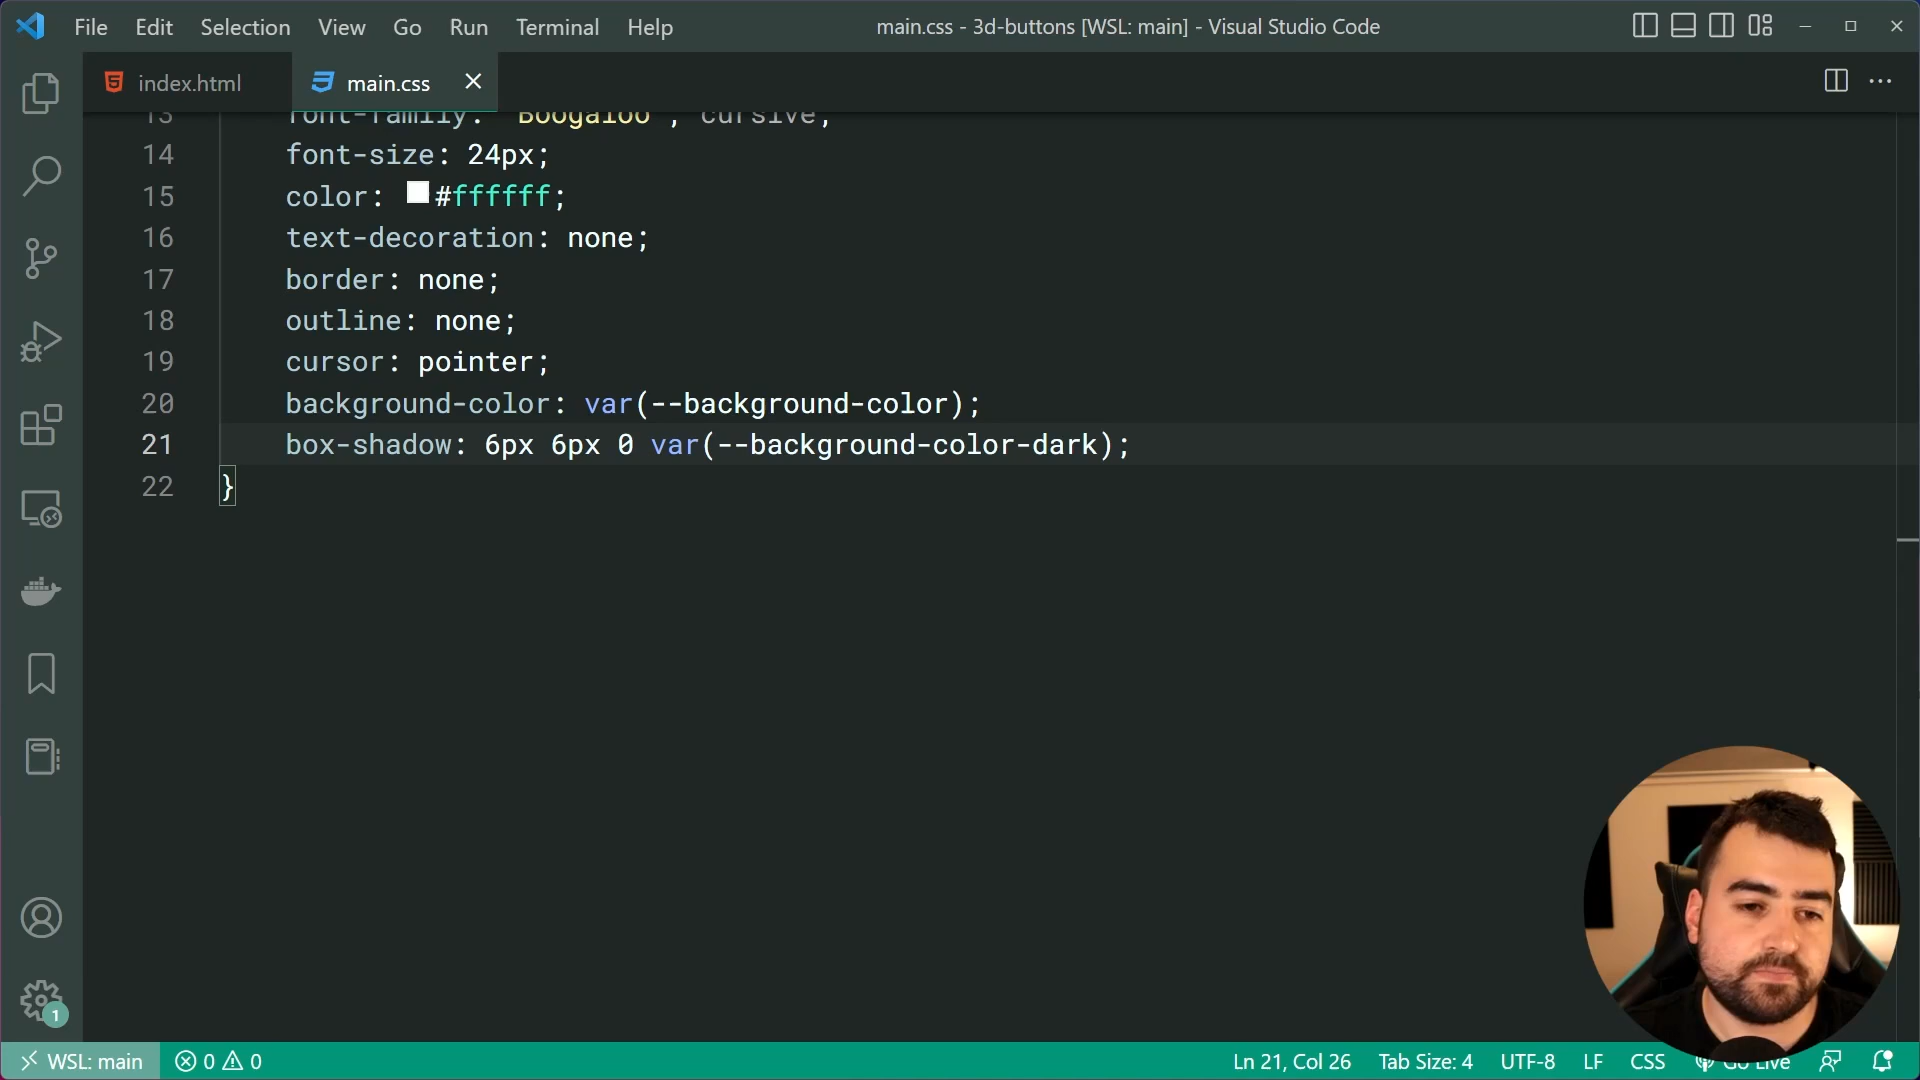 File Edit Selection View Go Run Terminal Help main.css - 3d-buttons [WSL: main] - Visual Studio Code
index.html main.css
13 font-family: "Boogaloo", cursive;
14 font-size: 24px;
15 color: #ffffff;
16 text-decoration: none;
17 border: none;
18 outline: none;
19 cursor: pointer;
20 background-color: var(--background-color);
21 box-shadow: 6px 6px 0 var(--background-color-dark);
22 }
1
WSL: main 0 0 Ln 21, Col 26 Tab Size: 4 UTF-8 LF CSS Go Live